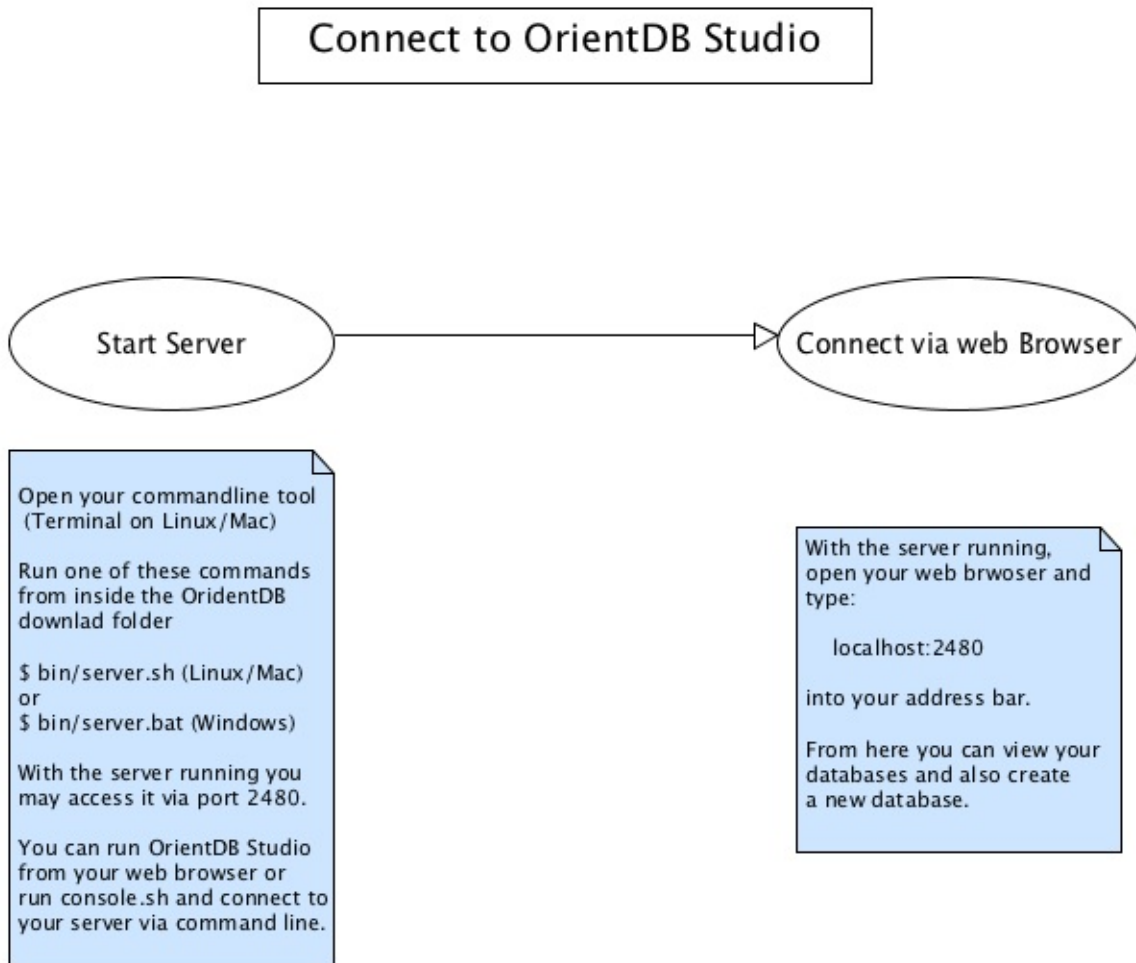 Connect to OrientDB Studio
Start Server
Connect via web Browser
Open your commandline tool
(Terminal on Linux/Mac)
Run one of these commands
from inside the OridentDB
downlad folder
$ bin/server.sh (Linux/Mac)
or
$ bin/server.bat (Windows)
With the server running you
may access it via port 2480.
You can run OrientDB Studio
from your web browser or
run console.sh and connect to
your server via command line.
With the server running,
open your web brwoser and
type:
localhost:2480
into your address bar.
From here you can view your
databases and also create
a new database.